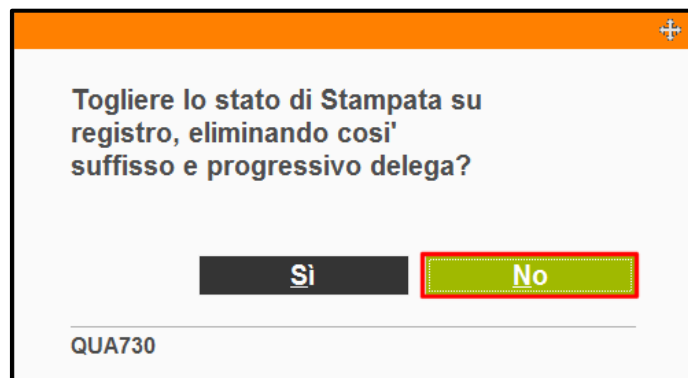 Togliere lo stato di Stampata su
registro, eliminando cosi'
suffisso e progressivo delega?
Sì
No
QUA730